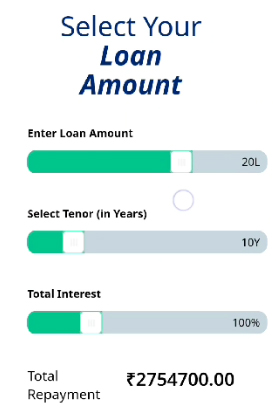 Select Your
Loan
Amount
Enter Loan Amount
20L
Select Tenor (in Years)
10Y
Total Interest
100%
Total
Repayment
₹2754700.00